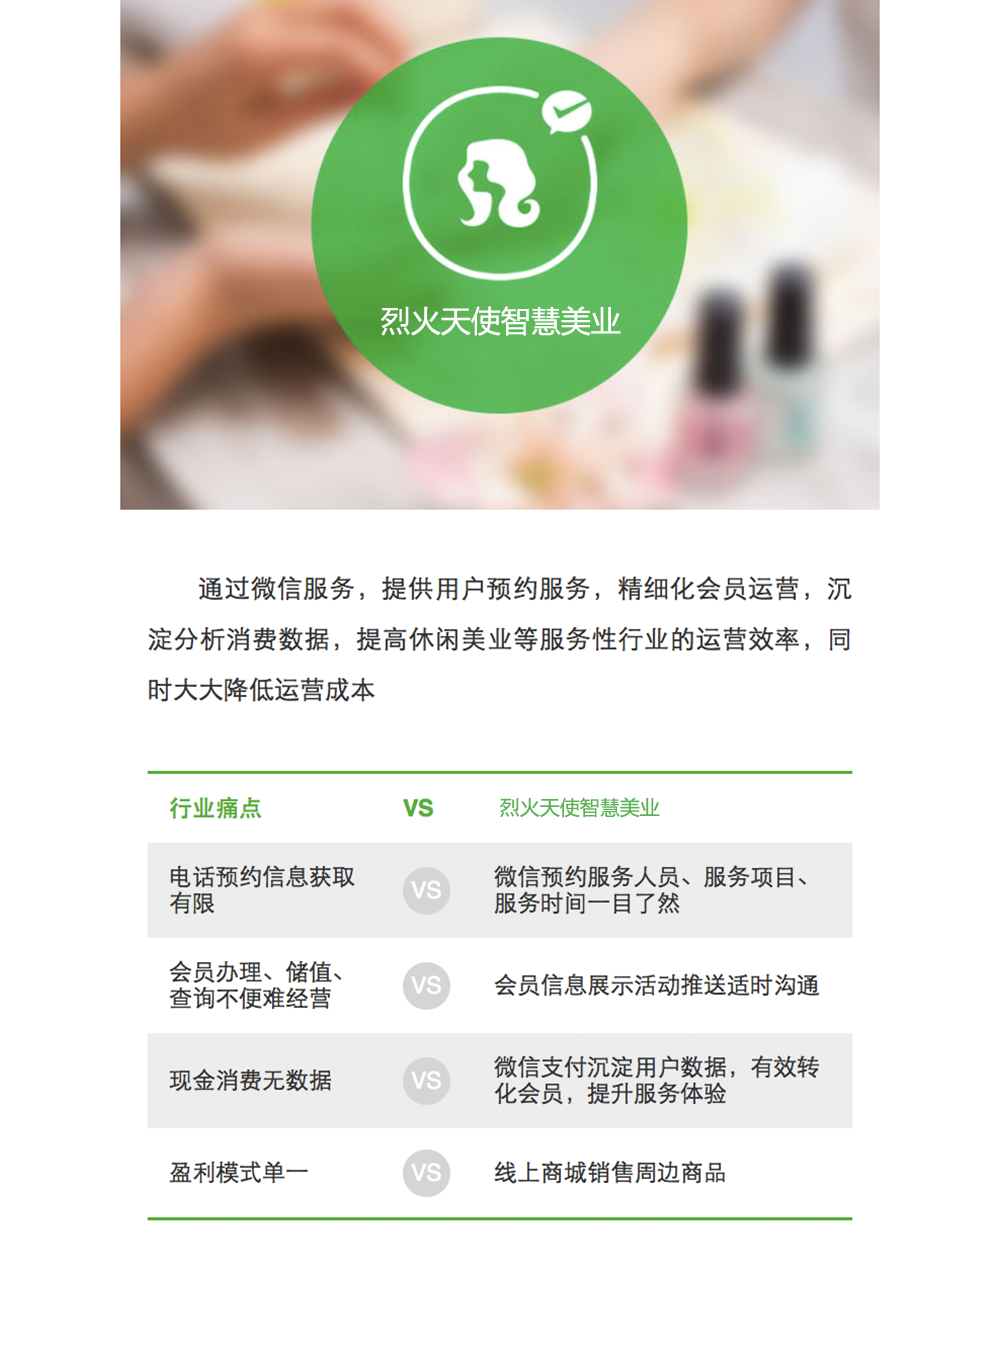 烈火天使智慧美业
通过微信服务，提供用户预约服务，精细化会员运营，沉
淀分析消费数据，提高休闲美业等服务性行业的运营效率，同
时大大降低运营成本
行业痛点 VS 烈火天使智慧美业
电话预约信息获取
有限
VS
微信预约服务人员、服务项目、
服务时间一目了然
会员办理、储值、
查询不便难经营
VS
会员信息展示活动推送适时沟通
现金消费无数据
VS
微信支付沉淀用户数据，有效转
化会员，提升服务体验
盈利模式单一
VS
线上商城销售周边商品